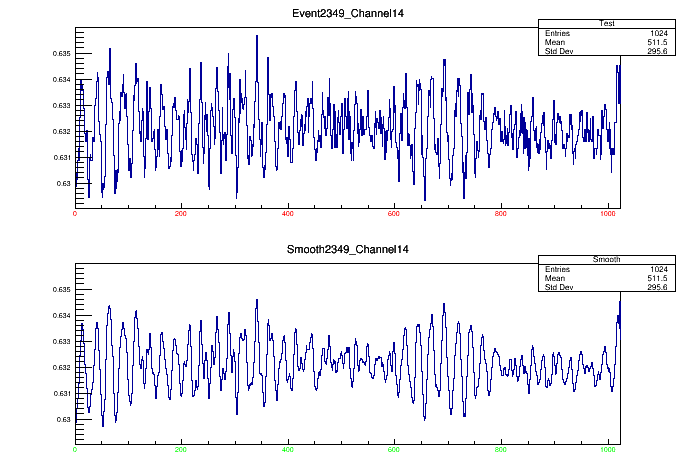 Event2349_Channel14
Test
Entries 1024
Mean 511.5
Std Dev 295.6
0.635
0.634
0.633
0.632
0.631
0.63
0 200 400 600 800 1000
Smooth2349_Channel14
Smooth
Entries 1024
Mean 511.5
Std Dev 295.6
0.635
0.634
0.633
0.632
0.631
0.63
0 200 400 600 800 1000